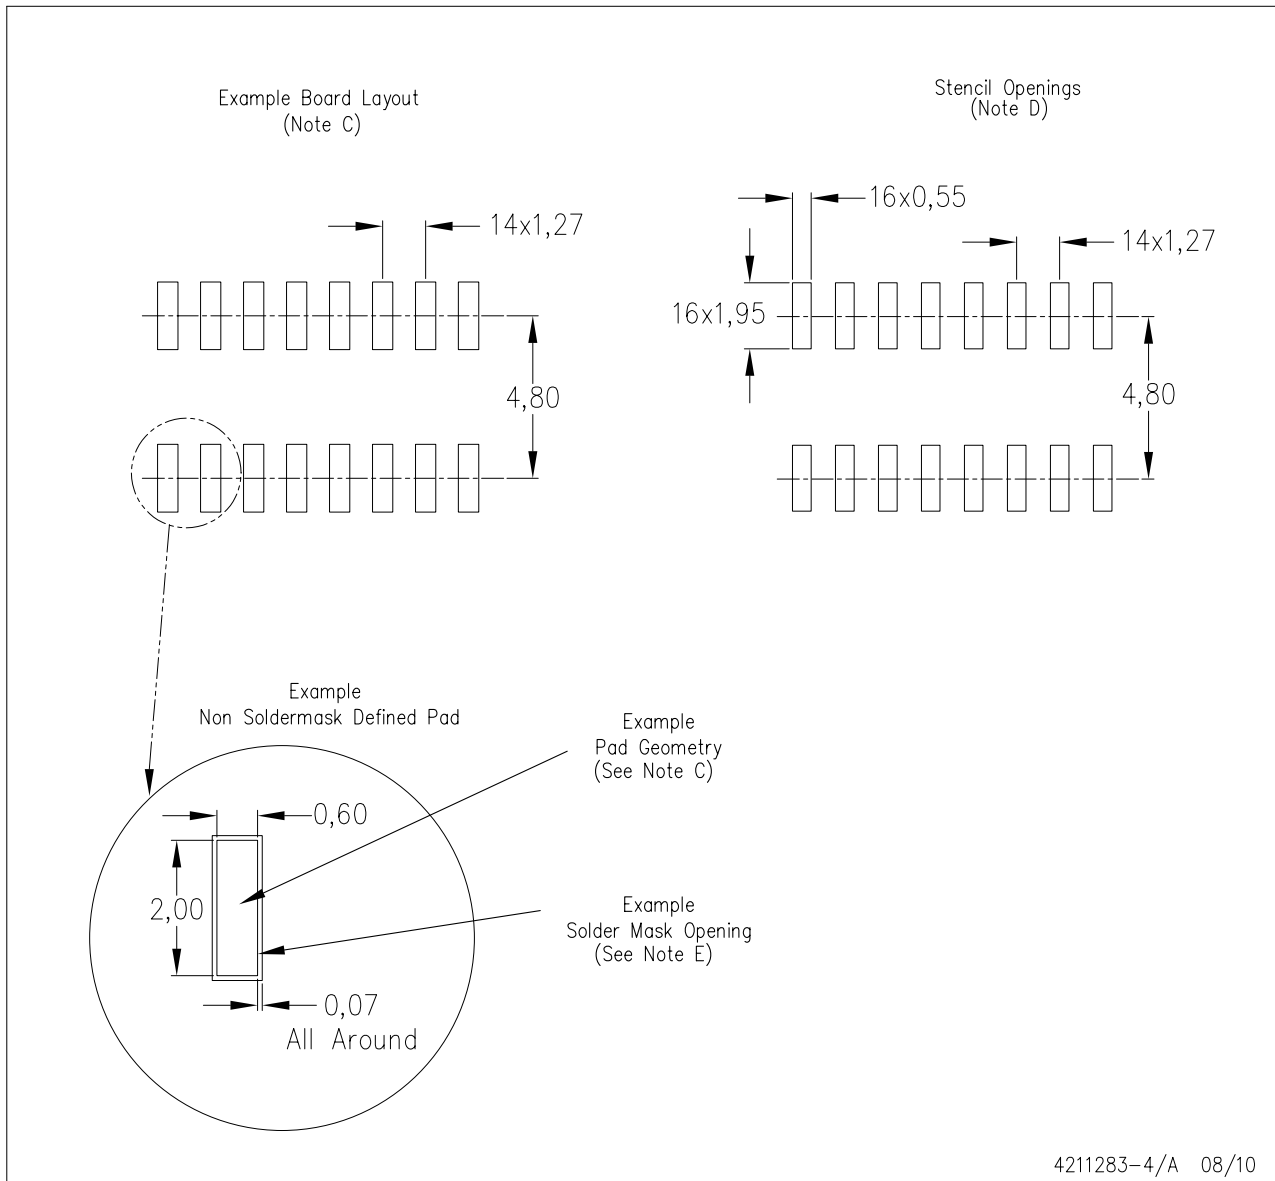 Example Board Layout
(Note C)
Stencil Openings
(Note D)
14x1,27
4,80
16x0,55
14x1,27
16x1,95
4,80
Example
Non Soldermask Defined Pad
Example
Pad Geometry
(See Note C)
0,60
2,00
Example
Solder Mask Opening
(See Note E)
0,07
All Around
4211283-4/A 08/10